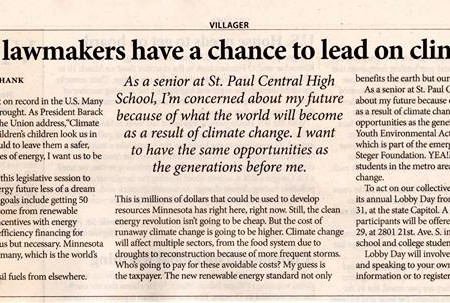 VILLAGER
lawmakers have a chance to lead on clim
HANK
on record in the U.S. Many
rought. As President Barack
he Union address, "Climate
ildren's children look us in
uld to leave them a safer,
es of energy, I want us to be
this legislative session to
ergy future less of a dream
goals include getting 50
come from renewable
ncentives with energy
efficiency financing for
us but necessary. Minnesota
many, which is the world's
sil fuels from elsewhere.
As a senior at St. Paul Central High
School, I'm concerned about my future
because of what the world will become
as a result of climate change. I want
to have the same opportunities as
the generations before me.
This is millions of dollars that could be used to develop
resources Minnesota has right here, right now. Still, the clean
energy revolution isn't going to be cheap. But the cost of
runaway climate change is going to be higher. Climate change
will affect multiple sectors, from the food system due to
droughts to reconstruction because of more frequent storms.
Who's going to pay for these avoidable costs? My guess is
the taxpayer. The new renewable energy standard not only
benefits the earth but our
As a senior at St. Paul C
about my future because
as a result of climate chan
opportunities as the gene
Youth Environmental Act
which is part of the emerg
Steger Foundation. YEA!
students in the metro area
change.
To act on our collective
its annual Lobby Day from
31, at the state Capitol. A
participants will be offere
29, at 2801 21st. Ave. S. in
school and college studen
Lobby Day will involve
and speaking to your own
information or to register